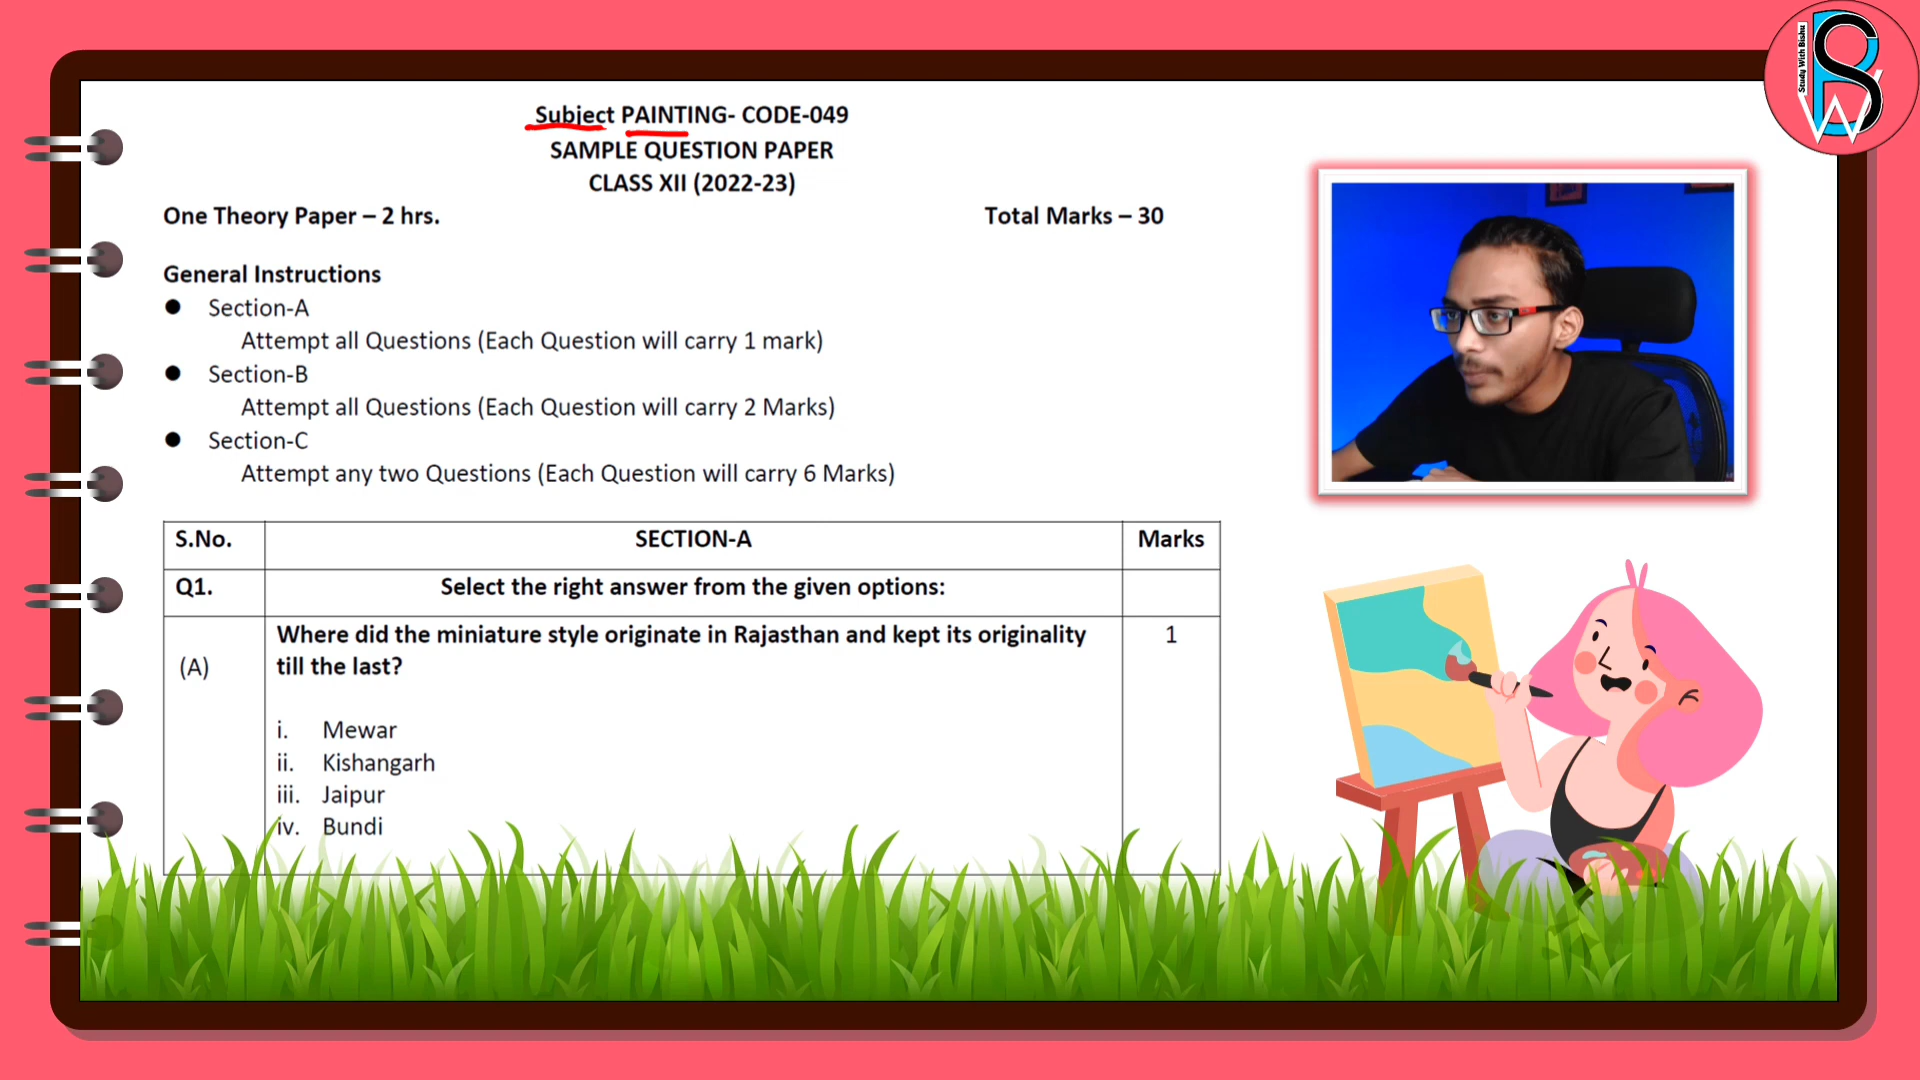 Subject PAINTING- CODE-049
SAMPLE QUESTION PAPER
CLASS XII (2022-23)
One Theory Paper – 2 hrs. Total Marks – 30
General Instructions
● Section-A
Attempt all Questions (Each Question will carry 1 mark)
● Section-B
Attempt all Questions (Each Question will carry 2 Marks)
● Section-C
Attempt any two Questions (Each Question will carry 6 Marks)
S.No. SECTION-A Marks
Q1. Select the right answer from the given options:
(A) Where did the miniature style originate in Rajasthan and kept its originality 1
till the last?
i. Mewar
ii. Kishangarh
iii. Jaipur
iv. Bundi
Study With Bishu
SBW